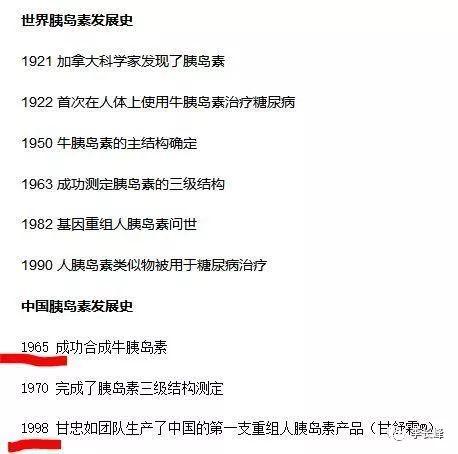 世界胰岛素发展史
1921 加拿大科学家发现了胰岛素
1922 首次在人体上使用牛胰岛素治疗糖尿病
1950 牛胰岛素的主结构确定
1963 成功测定胰岛素的三级结构
1982 基因重组人胰岛素问世
1990 人胰岛素类似物被用于糖尿病治疗
中国胰岛素发展史
1965 成功合成牛胰岛素
1970 完成了胰岛素三级结构测定
1998 甘忠如团队生产了中国的第一支重组人胰岛素产品（甘舒霖